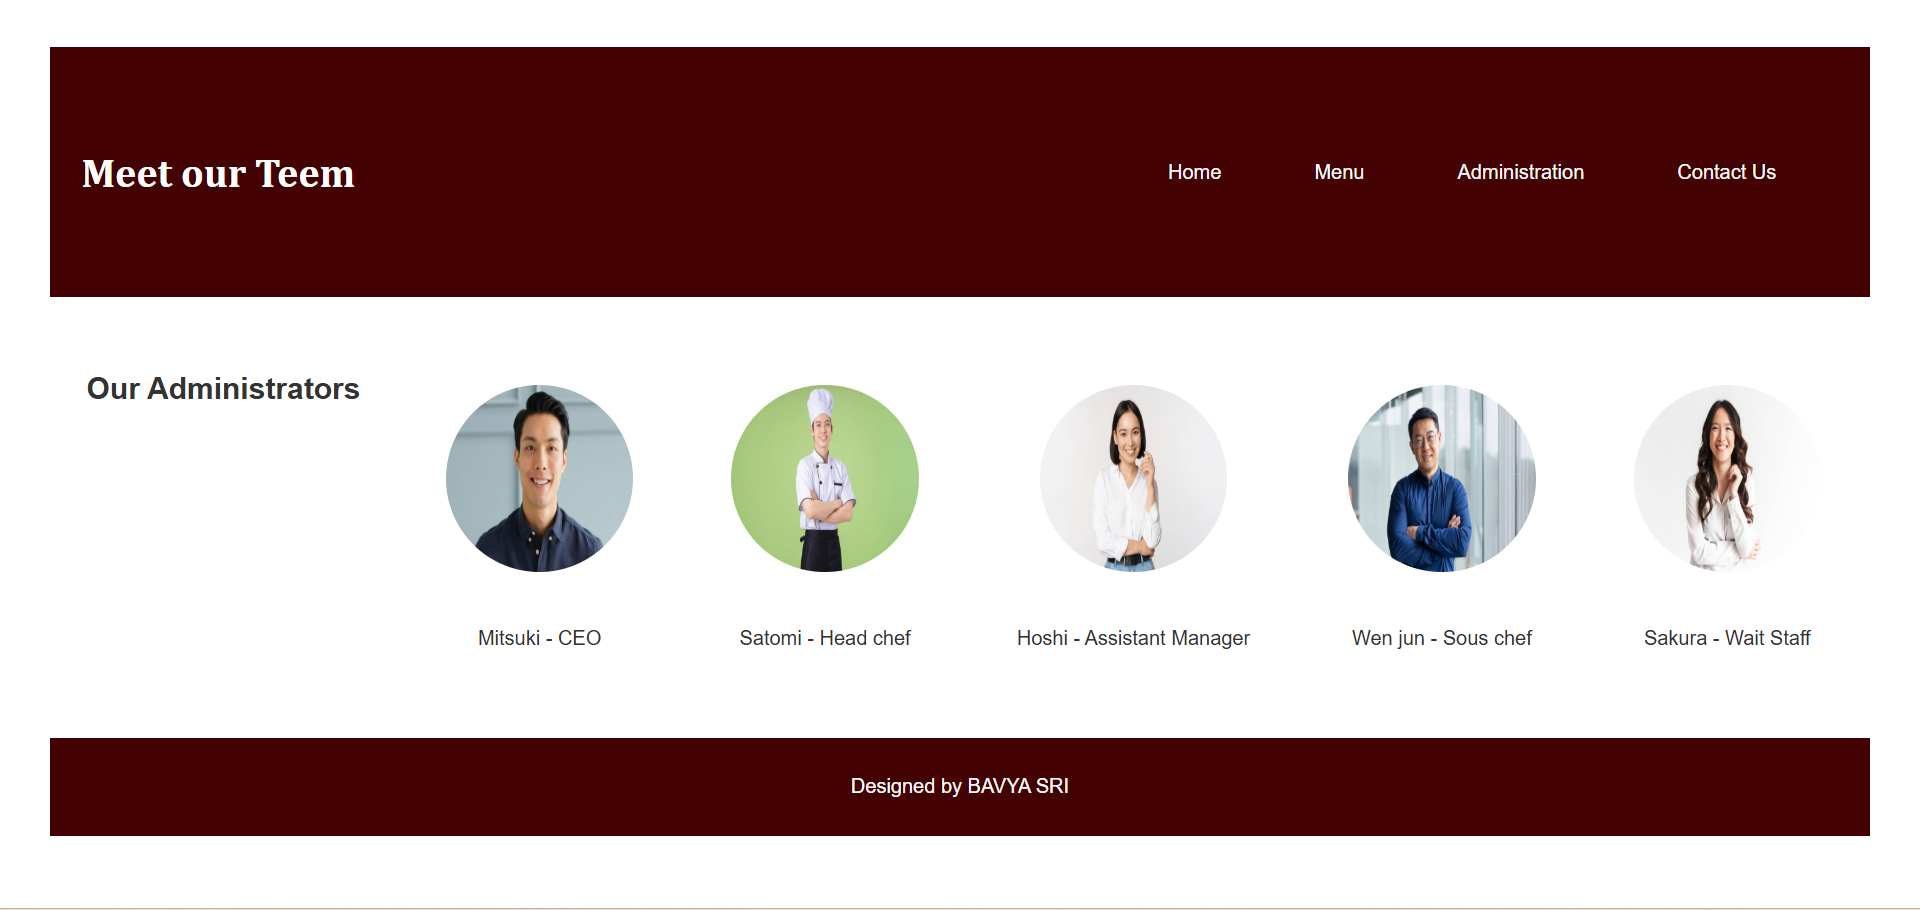 Meet our Teem
Home
Menu
Administration
Contact Us
Our Administrators
Mitsuki - CEO
Satomi - Head chef
Hoshi - Assistant Manager
Wen jun - Sous chef
Sakura - Wait Staff
Designed by BAVYA SRI